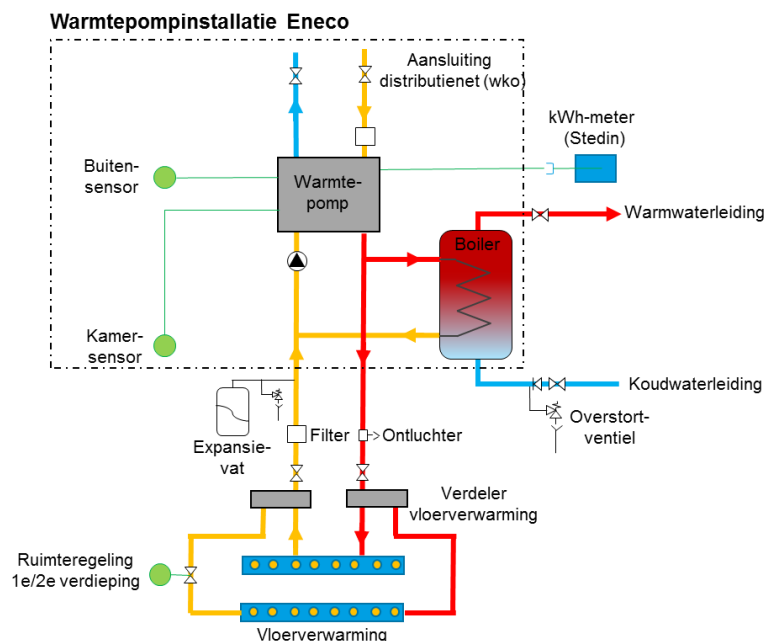 Warmtepompinstallatie Eneco
Aansluiting
distributienet (wko)
kWh-meter
(Stedin)
Buiten-
sensor
Warmte-
pomp
Warmwaterleiding
Boiler
Kamer-
sensor
Koudwaterleiding
Overstort-
ventiel
Expansie-
vat
Filter
Ontluchter
Verdeler
vloerverwarming
Ruimteregeling
1e/2e verdieping
Vloerverwarming